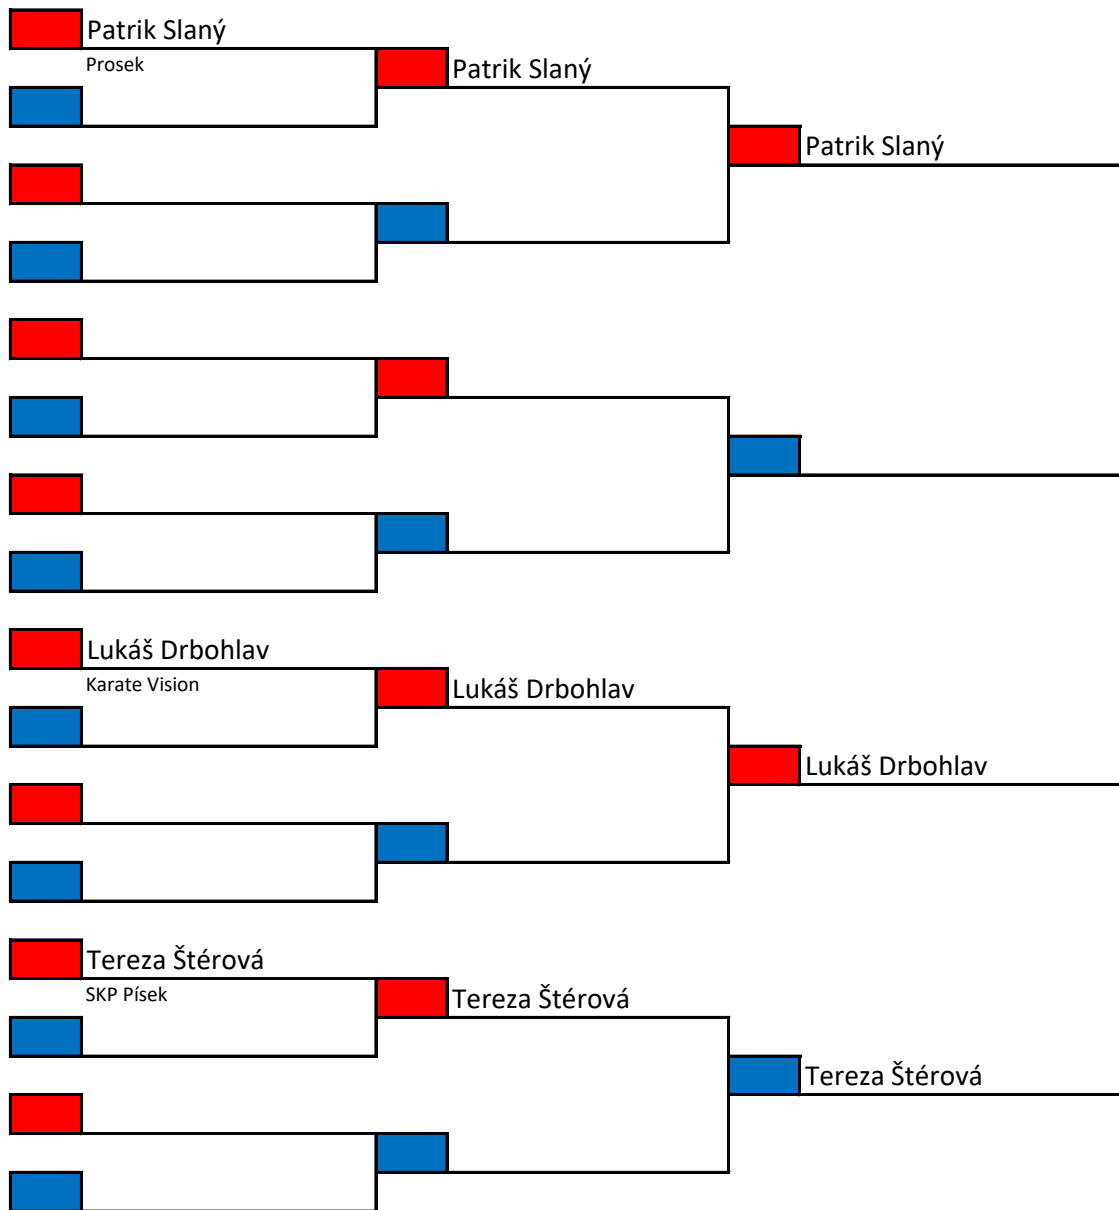 Patrik Slaný
Prosek
Patrik Slaný
Patrik Slaný
Lukáš Drbohlav
Karate Vision
Lukáš Drbohlav
Lukáš Drbohlav
Tereza Štérová
SKP Písek
Tereza Štérová
Tereza Štérová